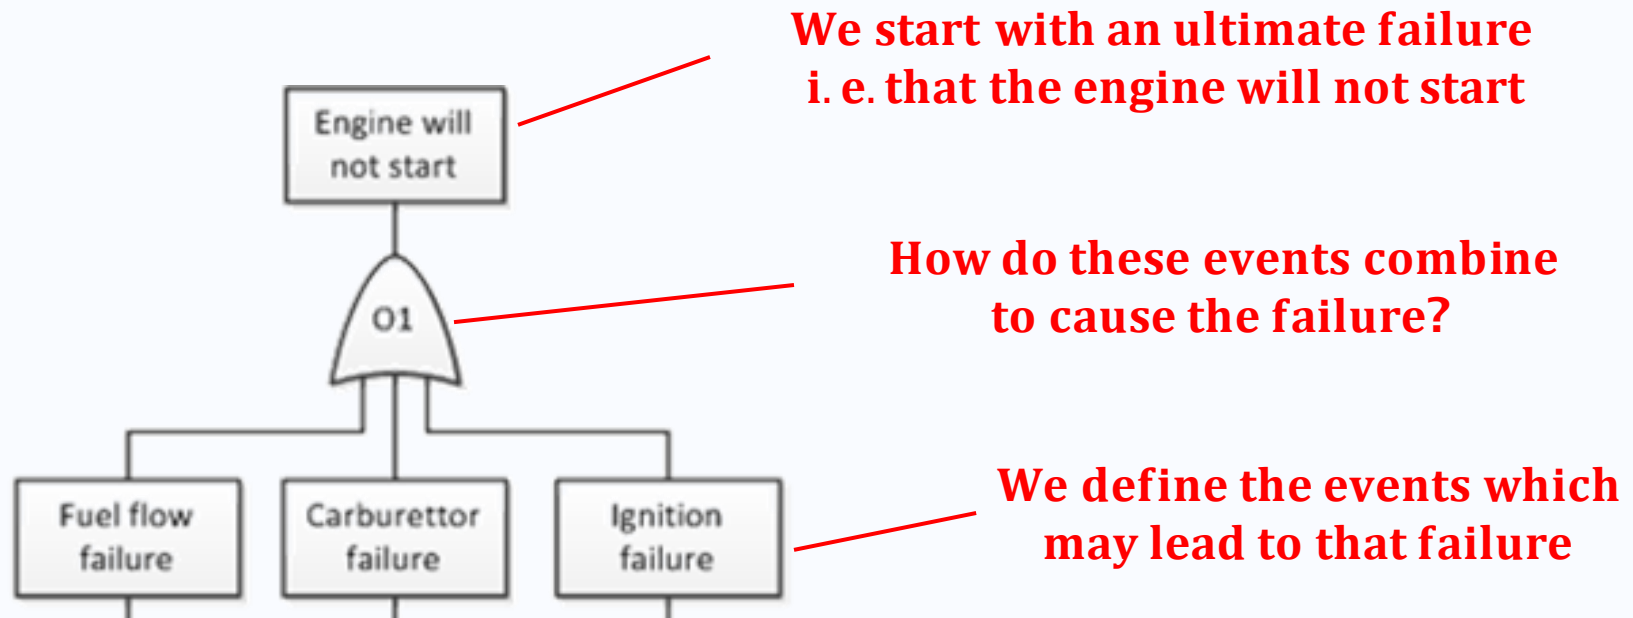 We start with an ultimate failure
i. e. that the engine will not start
Engine will
not start
How do these events combine
to cause the failure?
O1
We define the events which
may lead to that failure
Fuel flow
failure
Carburettor
failure
Ignition
failure